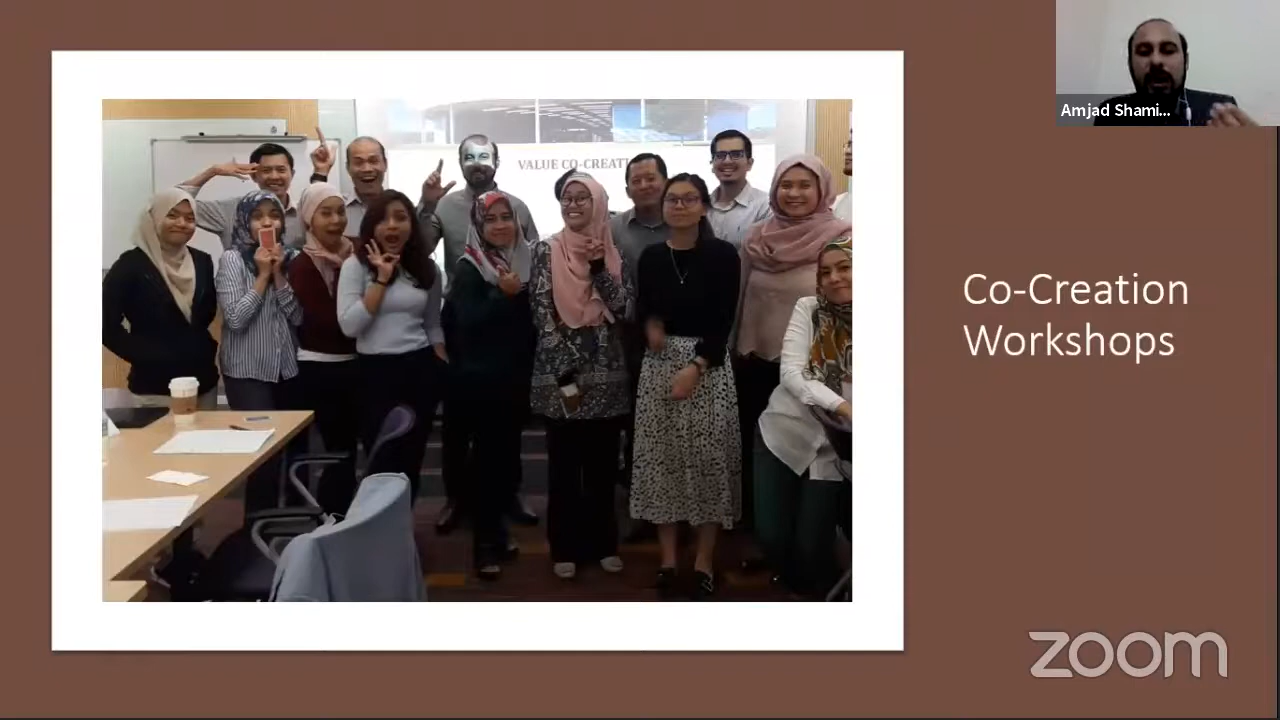 Amjad Shami...
VALUE CO-CREATI
Co-Creation
Workshops
zoom